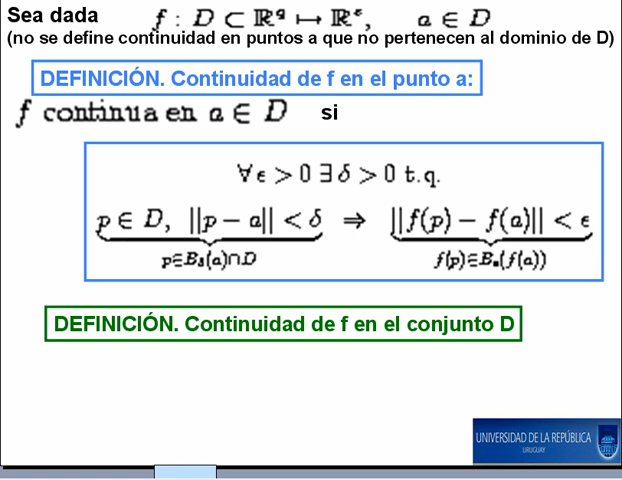 Sea dada f : D ⊂ ℝ^q ↦ ℝ^s, a ∈ D
(no se define continuidad en puntos a que no pertenecen al dominio de D)
DEFINICIÓN. Continuidad de f en el punto a:
f continua en a ∈ D si
∀ ϵ > 0 ∃ δ > 0 t.q.
p ∈ D, ||p − a|| < δ ⇒ ||f(p) − f(a)|| < ϵ
p∈B_δ(a)∩D f(p)∈B_ϵ(f(a))
DEFINICIÓN. Continuidad de f en el conjunto D
UNIVERSIDAD DE LA REPÚBLICA
URUGUAY